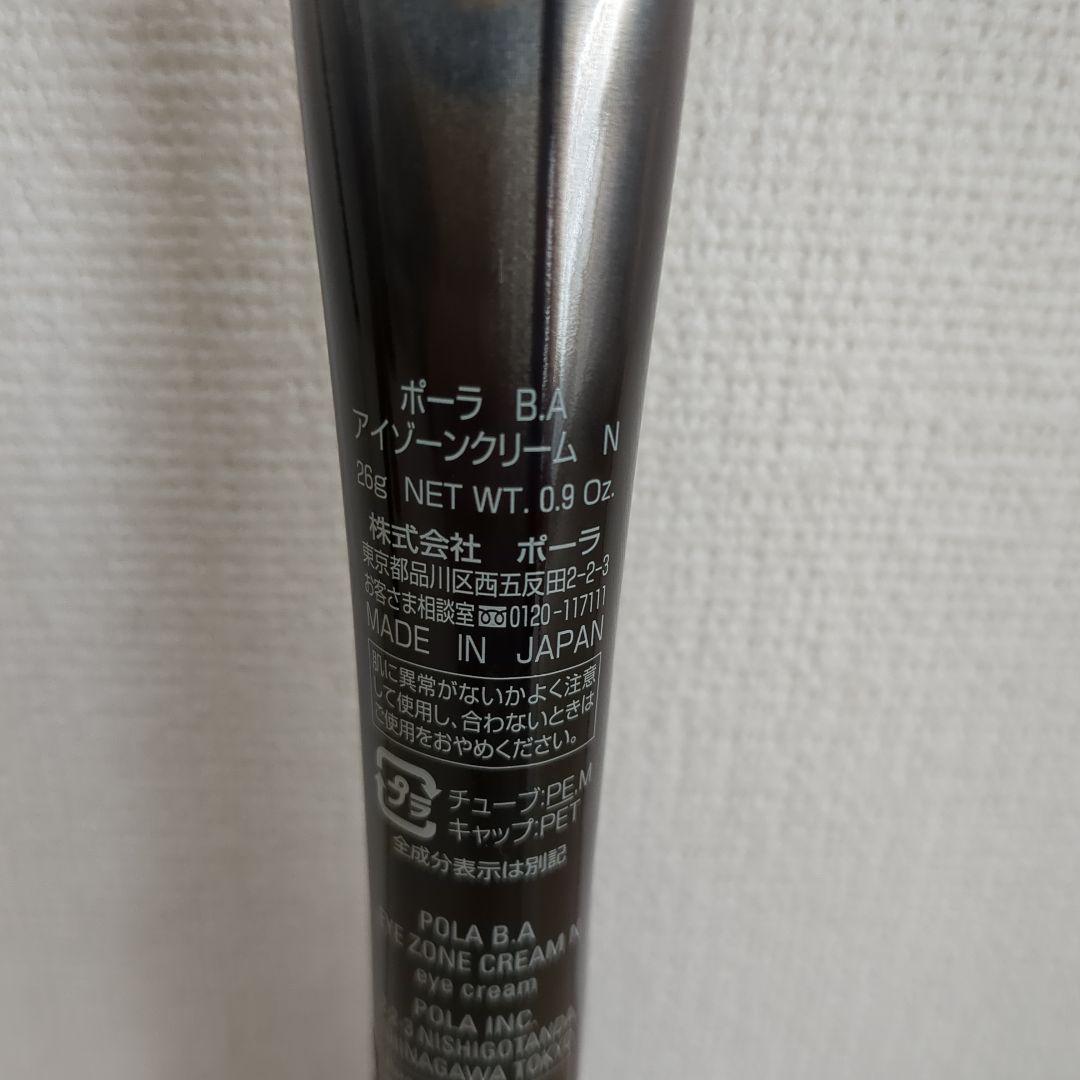 ポーラ B.A
アイゾーンクリーム N
26g NET WT. 0.9 Oz.
株式会社 ポーラ
東京都品川区西五反田2-2-3
お客さま相談室 0120-117111
MADE IN JAPAN
肌に異常がないかよく注意
して使用し、合わないときは
ご使用をおやめください。
プラ
チューブ:PE,M
キャップ:PET
全成分表示は別記
POLA B.A
EYE ZONE CREAM N
eye cream
POLA INC.
NISHIGOTANDA
TOKYO